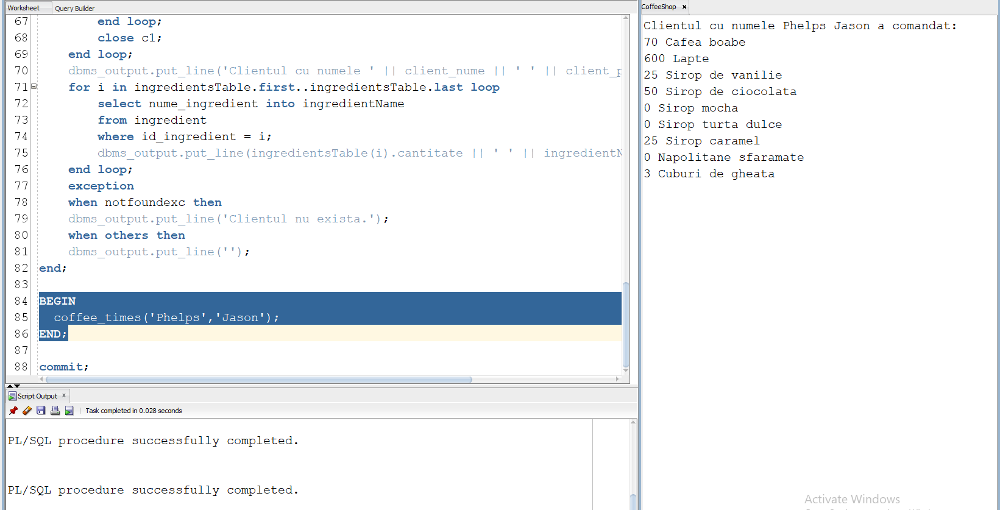 Worksheet Query Builder
67 end loop;
68 close c1;
69 end loop;
70 dbms_output.put_line('Clientul cu numele ' || client_nume || ' ' || client_p
71 for i in ingredientsTable.first..ingredientsTable.last loop
72 select nume_ingredient into ingredientName
73 from ingredient
74 where id_ingredient = i;
75 dbms_output.put_line(ingredientsTable(i).cantitate || ' ' || ingredientN
76 end loop;
77 exception
78 when notfoundexc then
79 dbms_output.put_line('Clientul nu exista.');
80 when others then
81 dbms_output.put_line('');
82 end;
83
84 BEGIN
85 coffee_times('Phelps','Jason');
86 END;
87
88 commit;
Script Output x
Task completed in 0.028 seconds
PL/SQL procedure successfully completed.
PL/SQL procedure successfully completed.
CoffeeShop x
Clientul cu numele Phelps Jason a comandat:
70 Cafea boabe
600 Lapte
25 Sirop de vanilie
50 Sirop de ciocolata
0 Sirop mocha
0 Sirop turta dulce
25 Sirop caramel
0 Napolitane sfaramate
3 Cuburi de gheata
Activate Windows